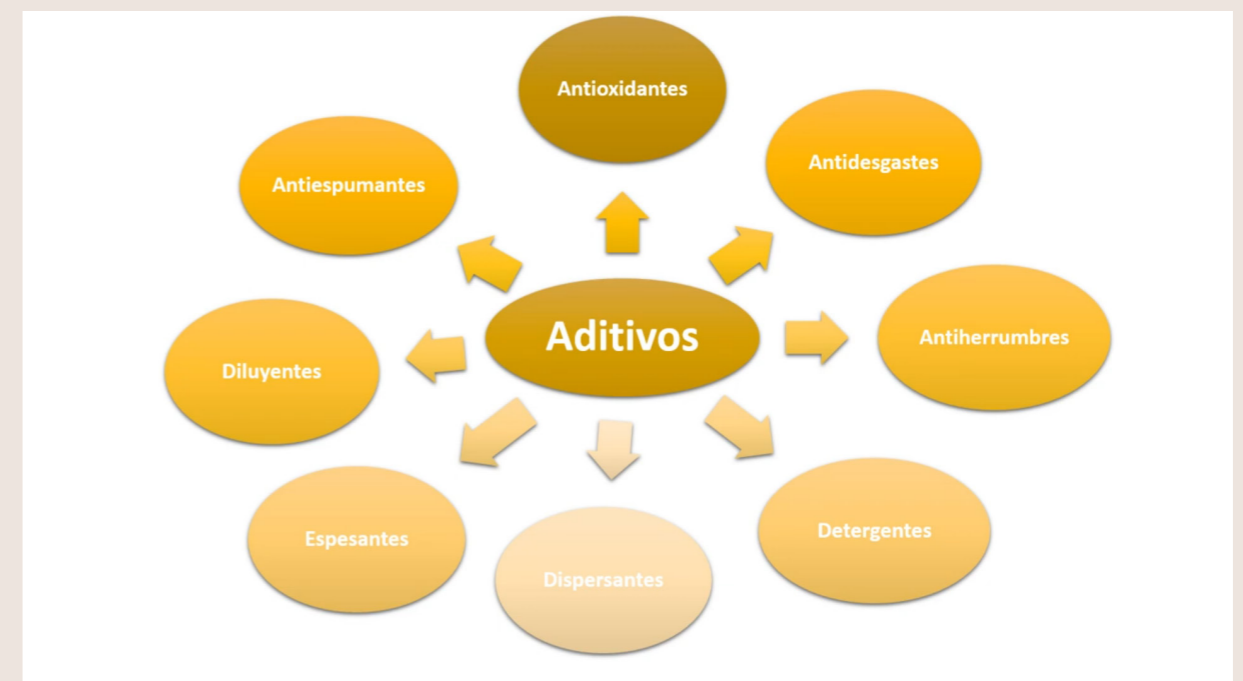 Antioxidantes
Antidesgastes
Antiespumantes
Aditivos
Antiherrumbres
Diluyentes
Detergentes
Espesantes
Dispersantes